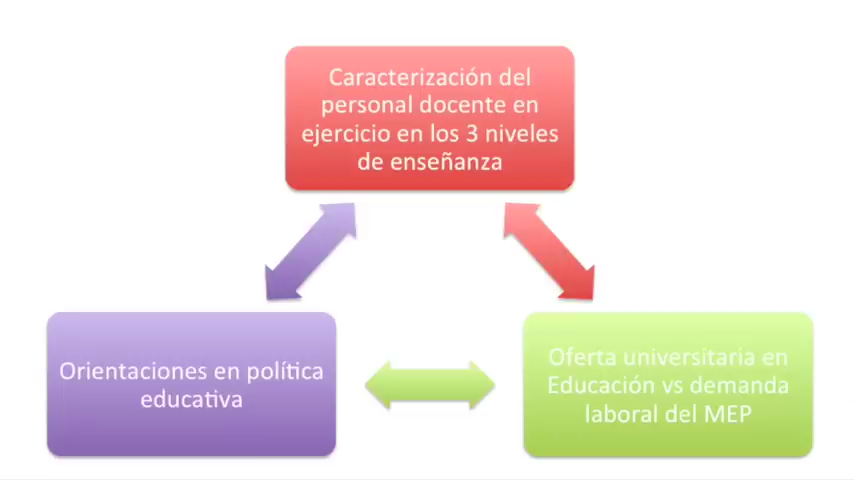 Caracterización del
personal docente en
ejercicio en los 3 niveles
de enseñanza
Orientaciones en política
educativa
Oferta universitaria en
Educación vs demanda
laboral del MEP